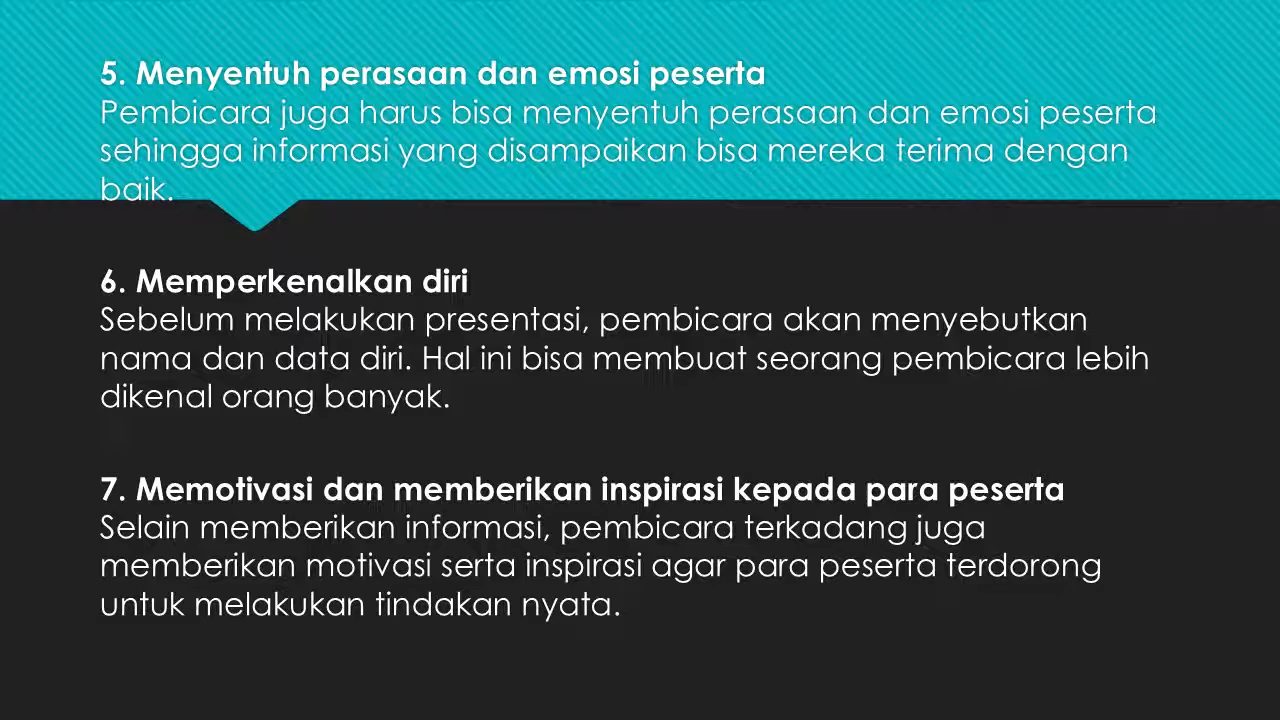 5. Menyentuh perasaan dan emosi peserta
Pembicara juga harus bisa menyentuh perasaan dan emosi peserta
sehingga informasi yang disampaikan bisa mereka terima dengan
baik.
6. Memperkenalkan diri
Sebelum melakukan presentasi, pembicara akan menyebutkan
nama dan data diri. Hal ini bisa membuat seorang pembicara lebih
dikenal orang banyak.
7. Memotivasi dan memberikan inspirasi kepada para peserta
Selain memberikan informasi, pembicara terkadang juga
memberikan motivasi serta inspirasi agar para peserta terdorong
untuk melakukan tindakan nyata.